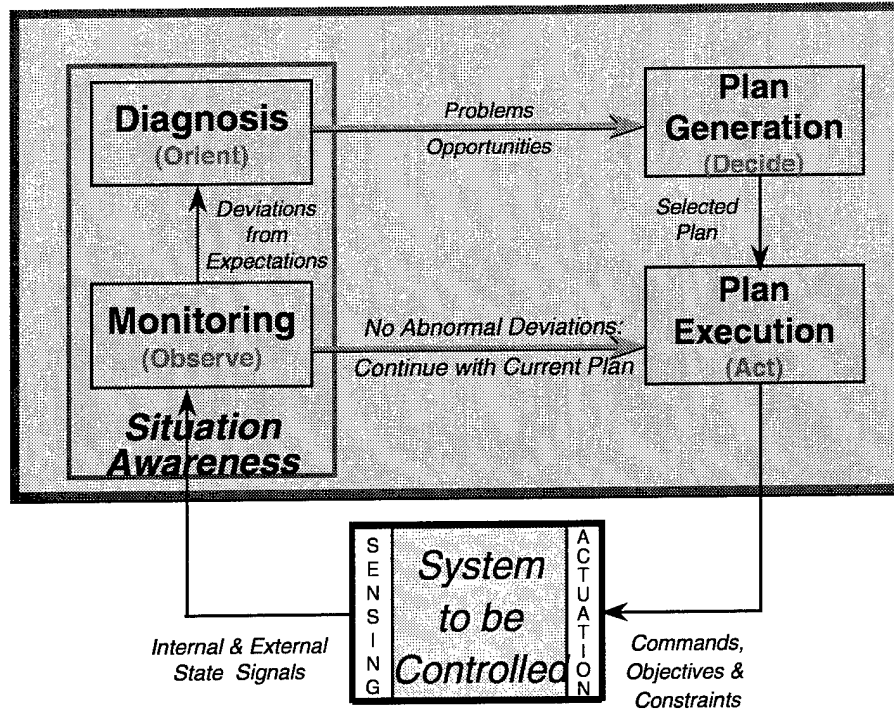 Diagnosis
(Orient)
Problems
Opportunities
Plan
Generation
(Decide)
Deviations
from
Expectations
Selected
Plan
Monitoring
(Observe)
No Abnormal Deviations:
Continue with Current Plan
Plan
Execution
(Act)
Situation
Awareness
SENSING
System
to be
Controlled
ACTUATION
Internal & External
State Signals
Commands,
Objectives &
Constraints